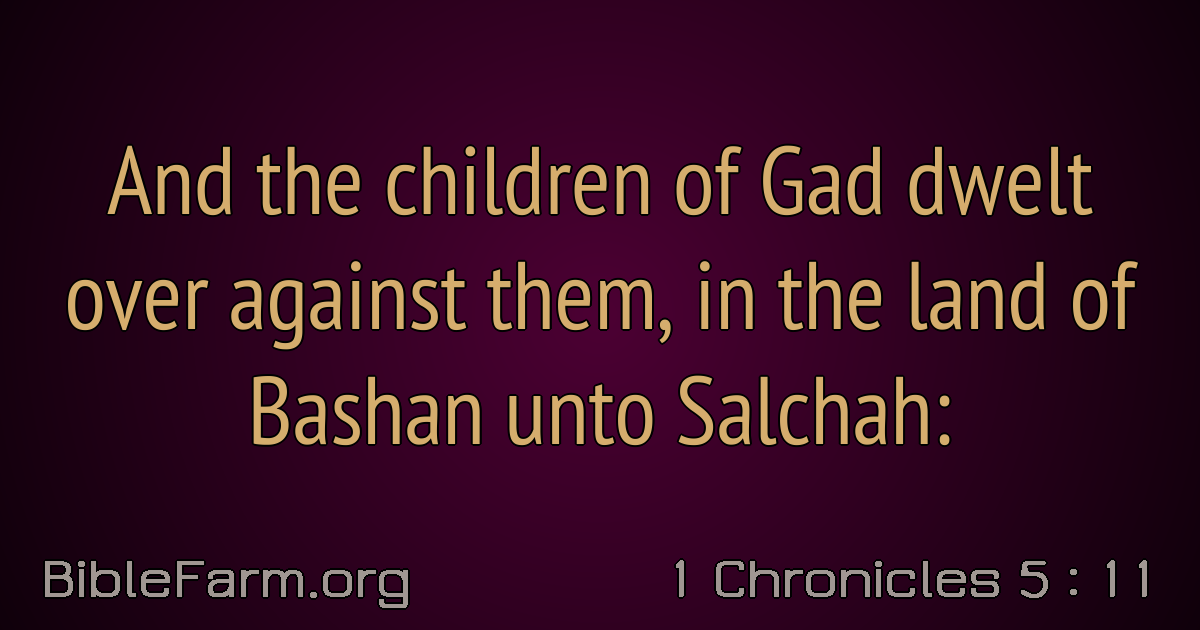 And the children of Gad dwelt
over against them, in the land of
Bashan unto Salchah:
BibleFarm.org
1 Chronicles 5 : 11